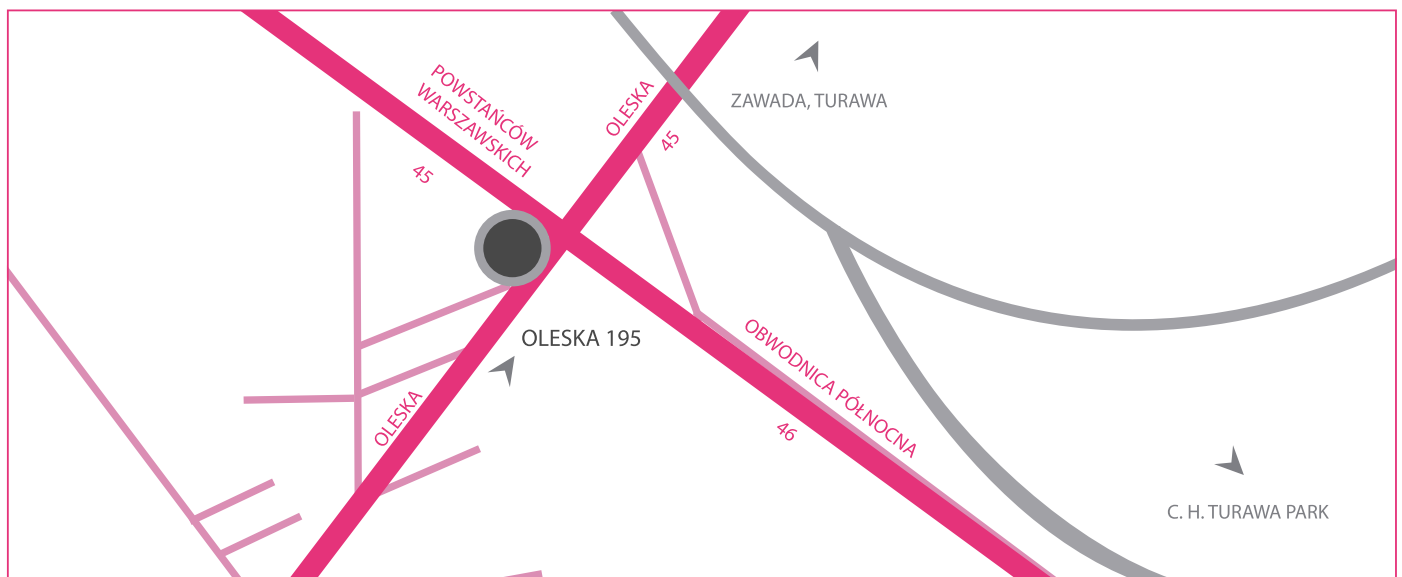 POWSTAŃCÓW
WARSZAWSKICH
45
OLESKA
45
ZAWADA, TURAWA
OLESKA 195
OLESKA
OBWODNICA PÓŁNOCNA
46
C. H. TURAWA PARK